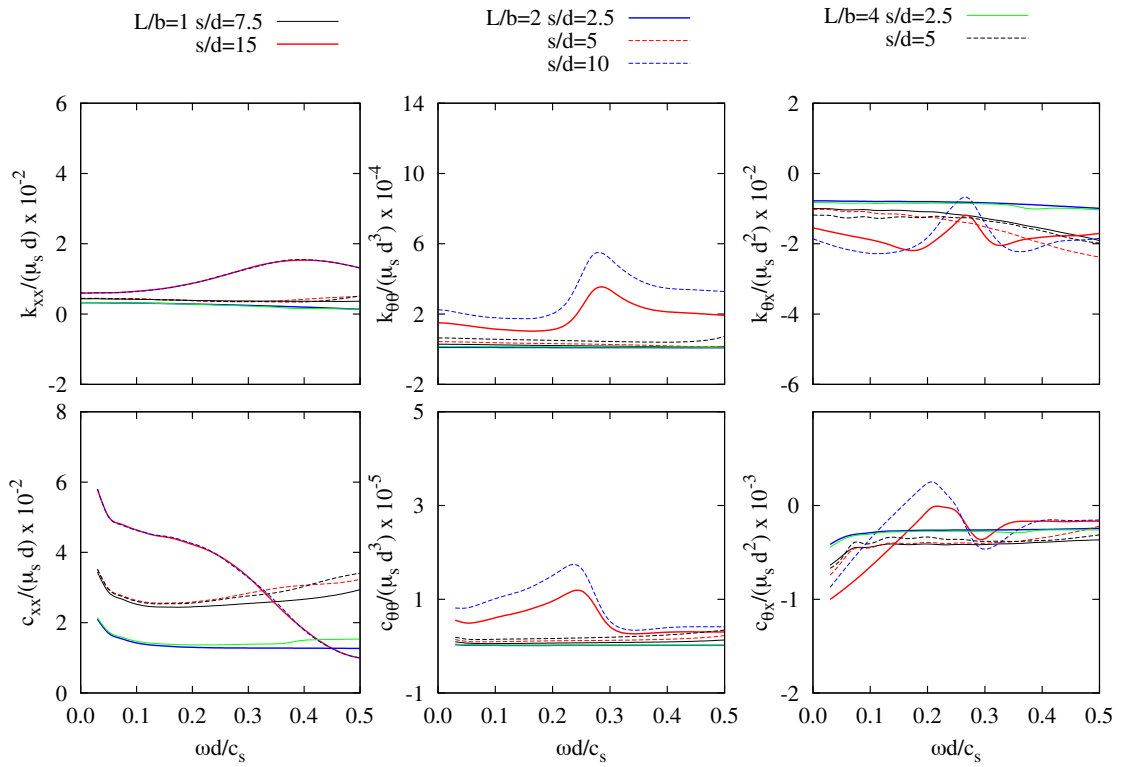 L/b=1 s/d=7.5
s/d=15
L/b=2 s/d=2.5
s/d=5
s/d=10
L/b=4 s/d=2.5
s/d=5
k_xx/(μ_s d) x 10^-2
6
4
2
0
-2
k_θθ/(μ_s d^3) x 10^-4
14
10
6
2
-2
k_θx/(μ_s d^2) x 10^-2
2
0
-2
-4
-6
c_xx/(μ_s d) x 10^-2
8
6
4
2
0
0.0 0.1 0.2 0.3 0.4 0.5
ωd/c_s
c_θθ/(μ_s d^3) x 10^-5
5
3
1
-1
0.0 0.1 0.2 0.3 0.4 0.5
ωd/c_s
c_θx/(μ_s d^2) x 10^-3
0
-1
-2
0.0 0.1 0.2 0.3 0.4 0.5
ωd/c_s